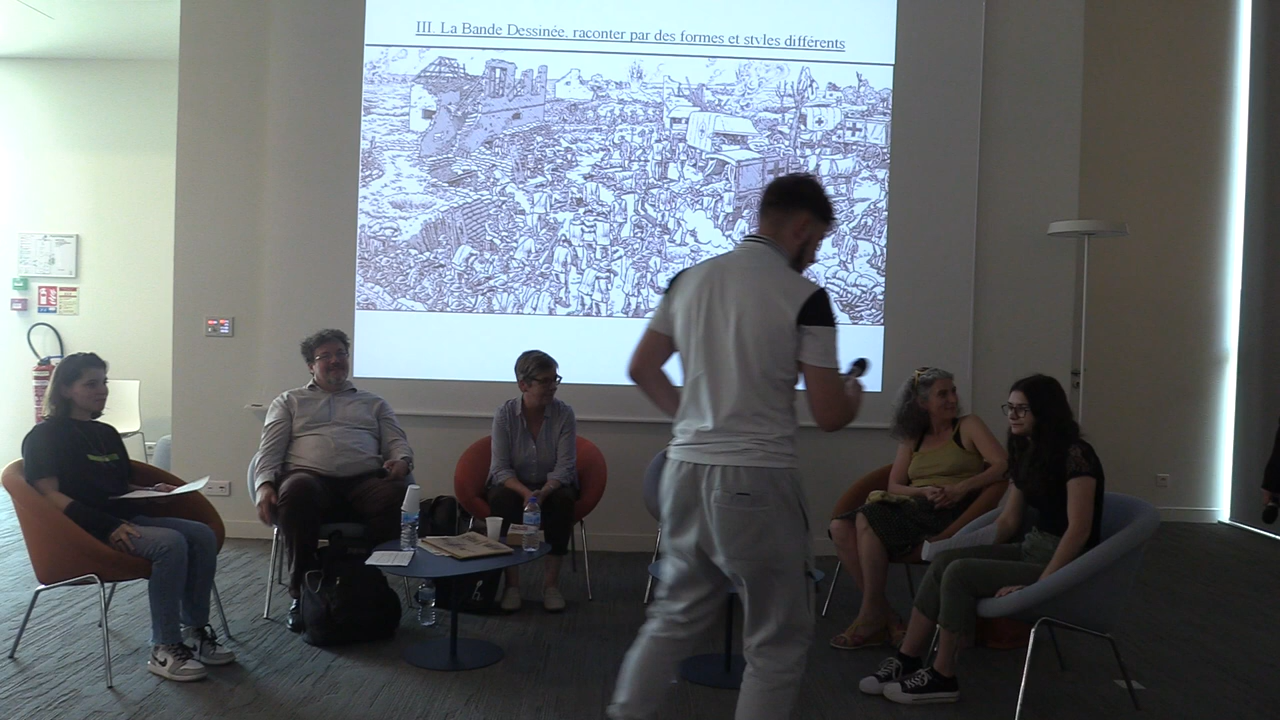 III. La Bande Dessinée, raconter par des formes et styles différents